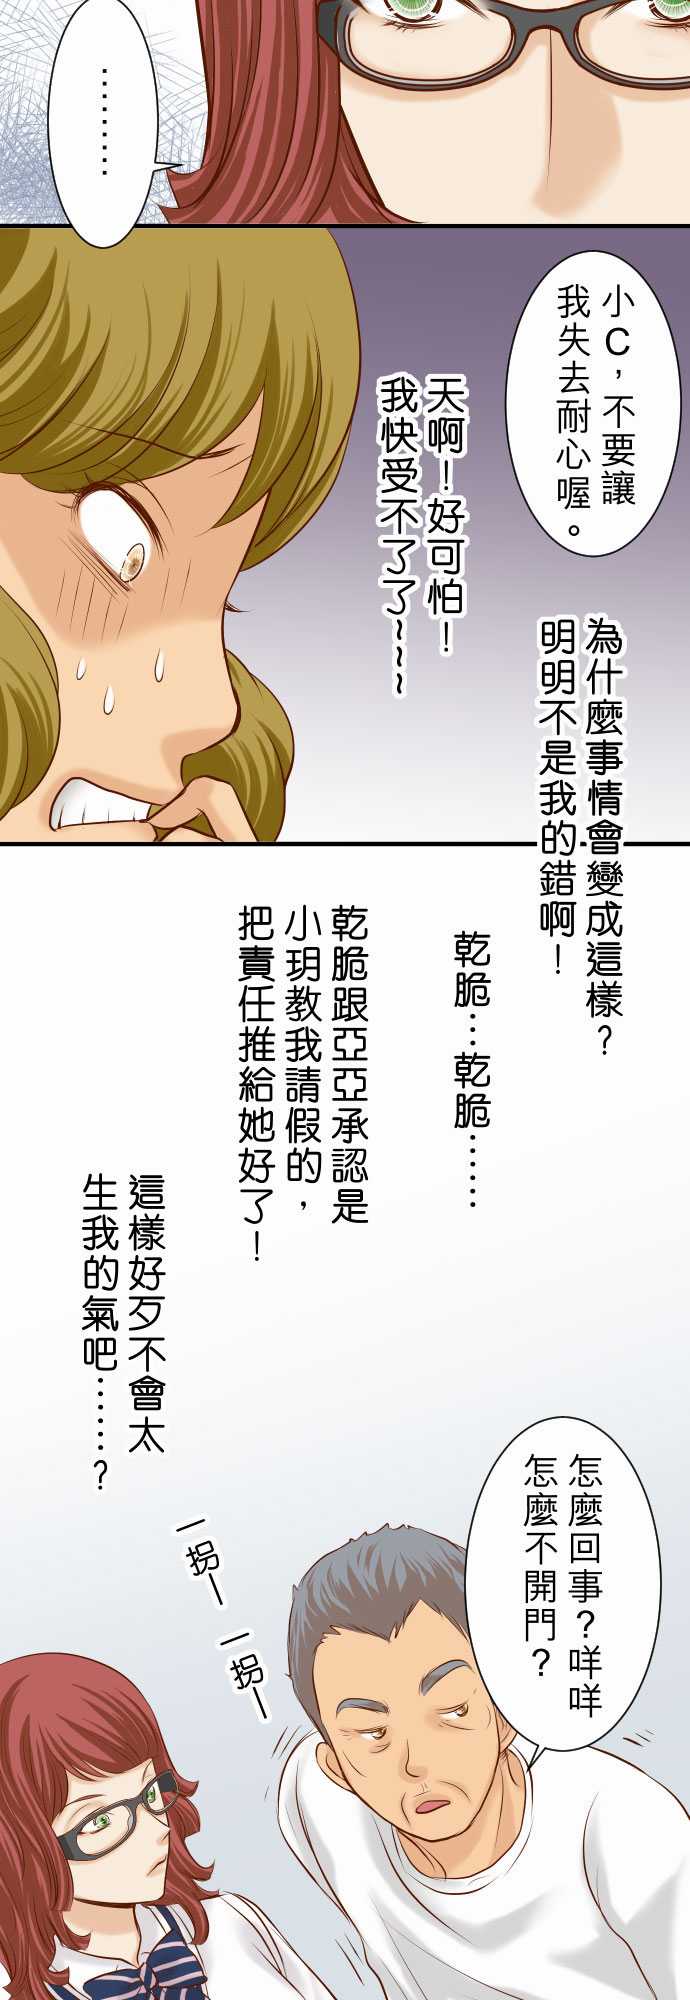 ………
小C，不要讓
我失去耐心喔。
天啊！好可怕！
我快受不了了~~~
為什麼事情會變成這樣？
明明不是我的錯啊！
乾脆…乾脆……
乾脆跟亞亞承認是
小玥教我請假的，
把責任推給她好了！
這樣好歹不會太
生我的氣吧……？
怎麼回事？咩咩
怎麼不開門？
一拐—
一拐—